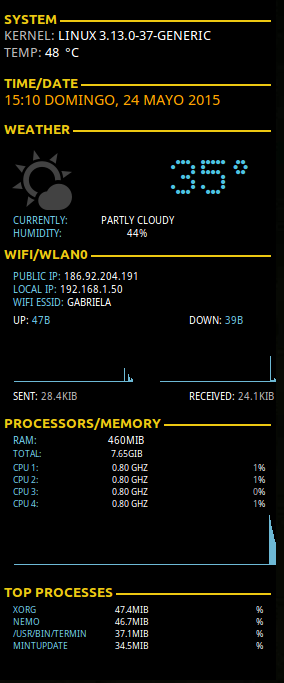 SYSTEM
KERNEL: LINUX 3.13.0-37-GENERIC
TEMP: 48 °C
TIME/DATE
15:10 DOMINGO, 24 MAYO 2015
WEATHER
35°
CURRENTLY: PARTLY CLOUDY
HUMIDITY: 44%
WIFI/WLAN0
PUBLIC IP: 186.92.204.191
LOCAL IP: 192.168.1.50
WIFI ESSID: GABRIELA
UP: 47B DOWN: 39B
SENT: 28.4KIB RECEIVED: 24.1KIB
PROCESSORS/MEMORY
RAM: 460MIB
TOTAL: 7.65GIB
CPU 1: 0.80 GHZ 1%
CPU 2: 0.80 GHZ 1%
CPU 3: 0.80 GHZ 0%
CPU 4: 0.80 GHZ 1%
TOP PROCESSES
XORG 47.4MIB %
NEMO 46.7MIB %
/USR/BIN/TERMIN 37.1MIB %
MINTUPDATE 34.5MIB %